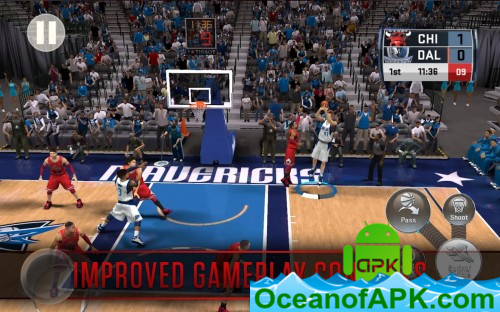 CHI 1
DAL 0
1st 11:36 09
MAVERICKS
Pass
Shoot
IMPROVED GAMEPLAY
apk
OceanofAPK.com